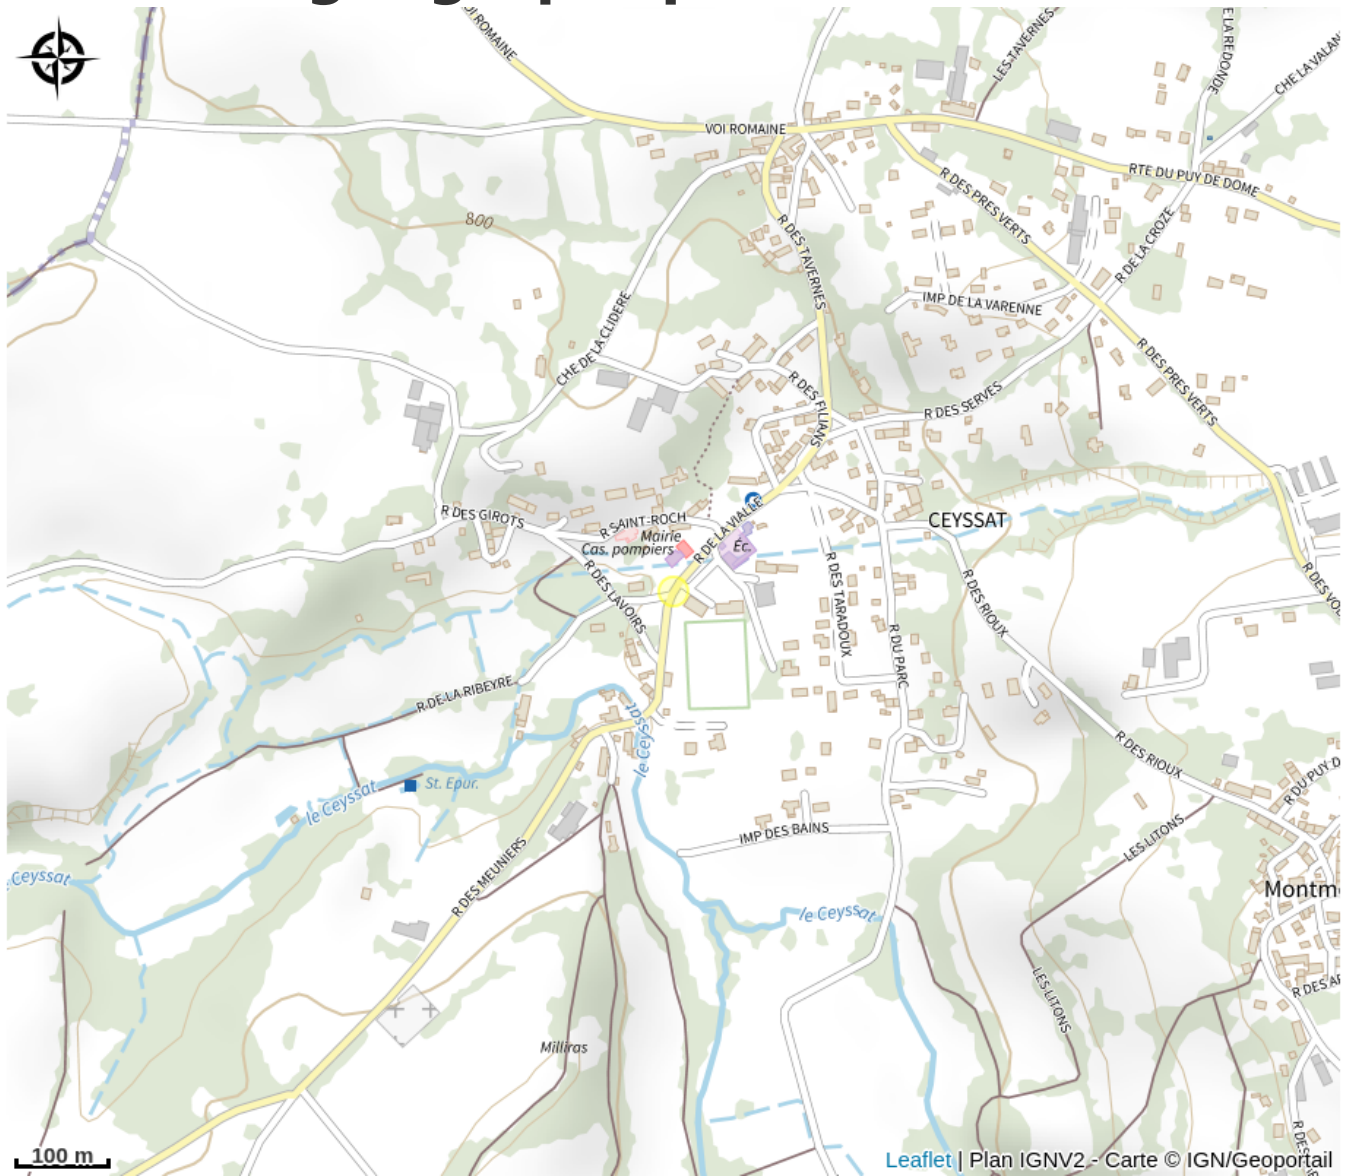 VOI ROMAINE
LES TAVERNES
CHE LA VALAN
VOI ROMAINE
RTE DU PUY DE DOME
R DES PRES VERTS
800
R DES TAVERNES
R DE LA CROZE
IMP DE LA VARENNE
CHE DE LA CLIDERE
R DES PRES VERTS
R DES FILIANS
R DES SERVES
R DES GIROTS
R SAINT-ROCH
R DE LA VIALLE
CEYSSAT
Mairie
Cas. pompiers
Éc.
R DES LAVOIRS
R DES TARADOUX
R DES RIOUX
R DU PARC
R DE LA RIBEYRE
le Ceyssat
R DES RIOUX
St. Epur.
le Ceyssat
IMP DES BAINS
LES LITONS
R DES MEUNIERS
Ceyssat
le Ceyssat
Montm
LES LITONS
Milliras
100 m
Leaflet | Plan IGNV2 - Carte © IGN/Geoportail